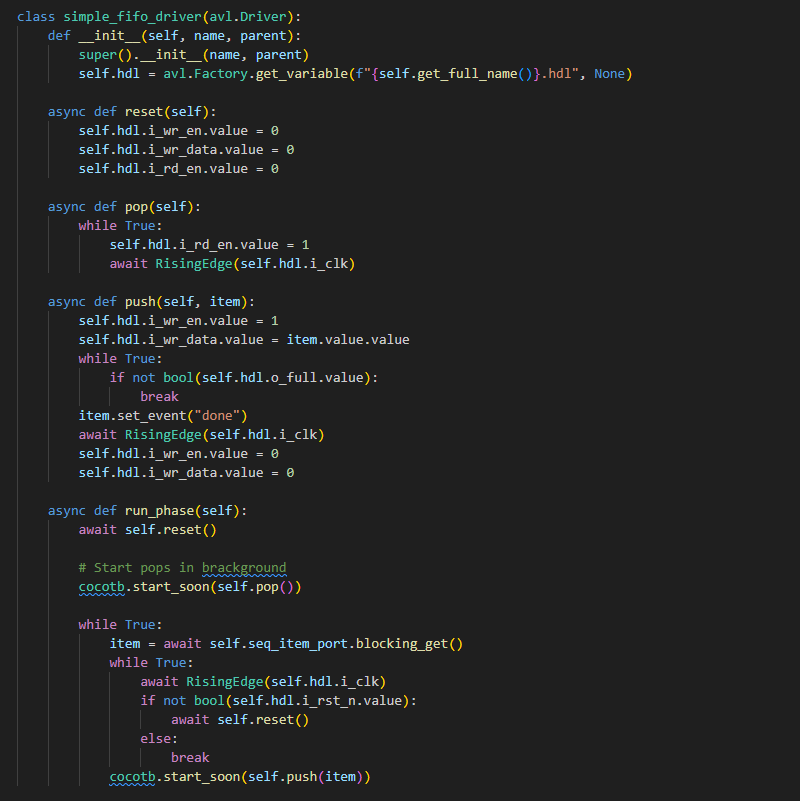 class simple_fifo_driver(avl.Driver):
    def __init__(self, name, parent):
        super().__init__(name, parent)
        self.hdl = avl.Factory.get_variable(f"{self.get_full_name()}.hdl", None)

    async def reset(self):
        self.hdl.i_wr_en.value = 0
        self.hdl.i_wr_data.value = 0
        self.hdl.i_rd_en.value = 0

    async def pop(self):
        while True:
            self.hdl.i_rd_en.value = 1
            await RisingEdge(self.hdl.i_clk)

    async def push(self, item):
        self.hdl.i_wr_en.value = 1
        self.hdl.i_wr_data.value = item.value.value
        while True:
            if not bool(self.hdl.o_full.value):
                break
        item.set_event("done")
        await RisingEdge(self.hdl.i_clk)
        self.hdl.i_wr_en.value = 0
        self.hdl.i_wr_data.value = 0

    async def run_phase(self):
        await self.reset()

        # Start pops in brackground
        cocotb.start_soon(self.pop())

        while True:
            item = await self.seq_item_port.blocking_get()
            while True:
                await RisingEdge(self.hdl.i_clk)
                if not bool(self.hdl.i_rst_n.value):
                    await self.reset()
                else:
                    break
            cocotb.start_soon(self.push(item))